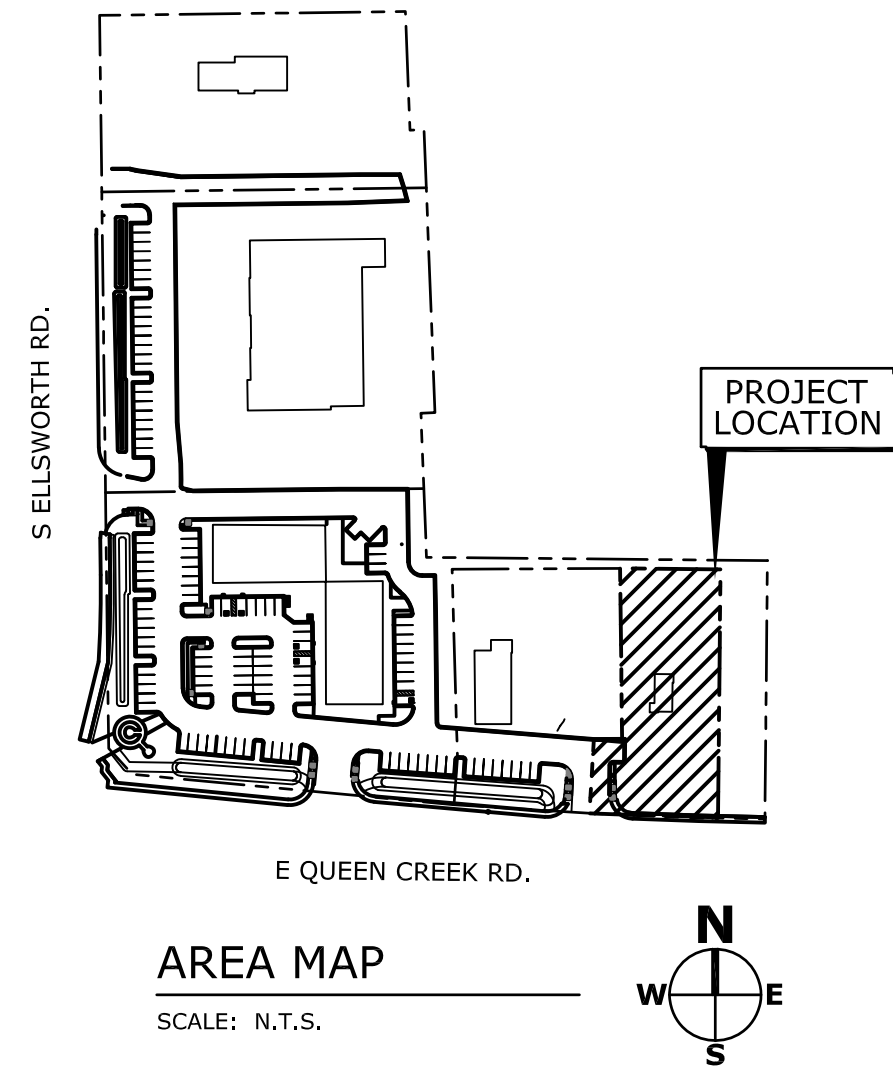 S ELLSWORTH RD.
PROJECT
LOCATION
E QUEEN CREEK RD.
AREA MAP
SCALE: N.T.S.
N
W E
S